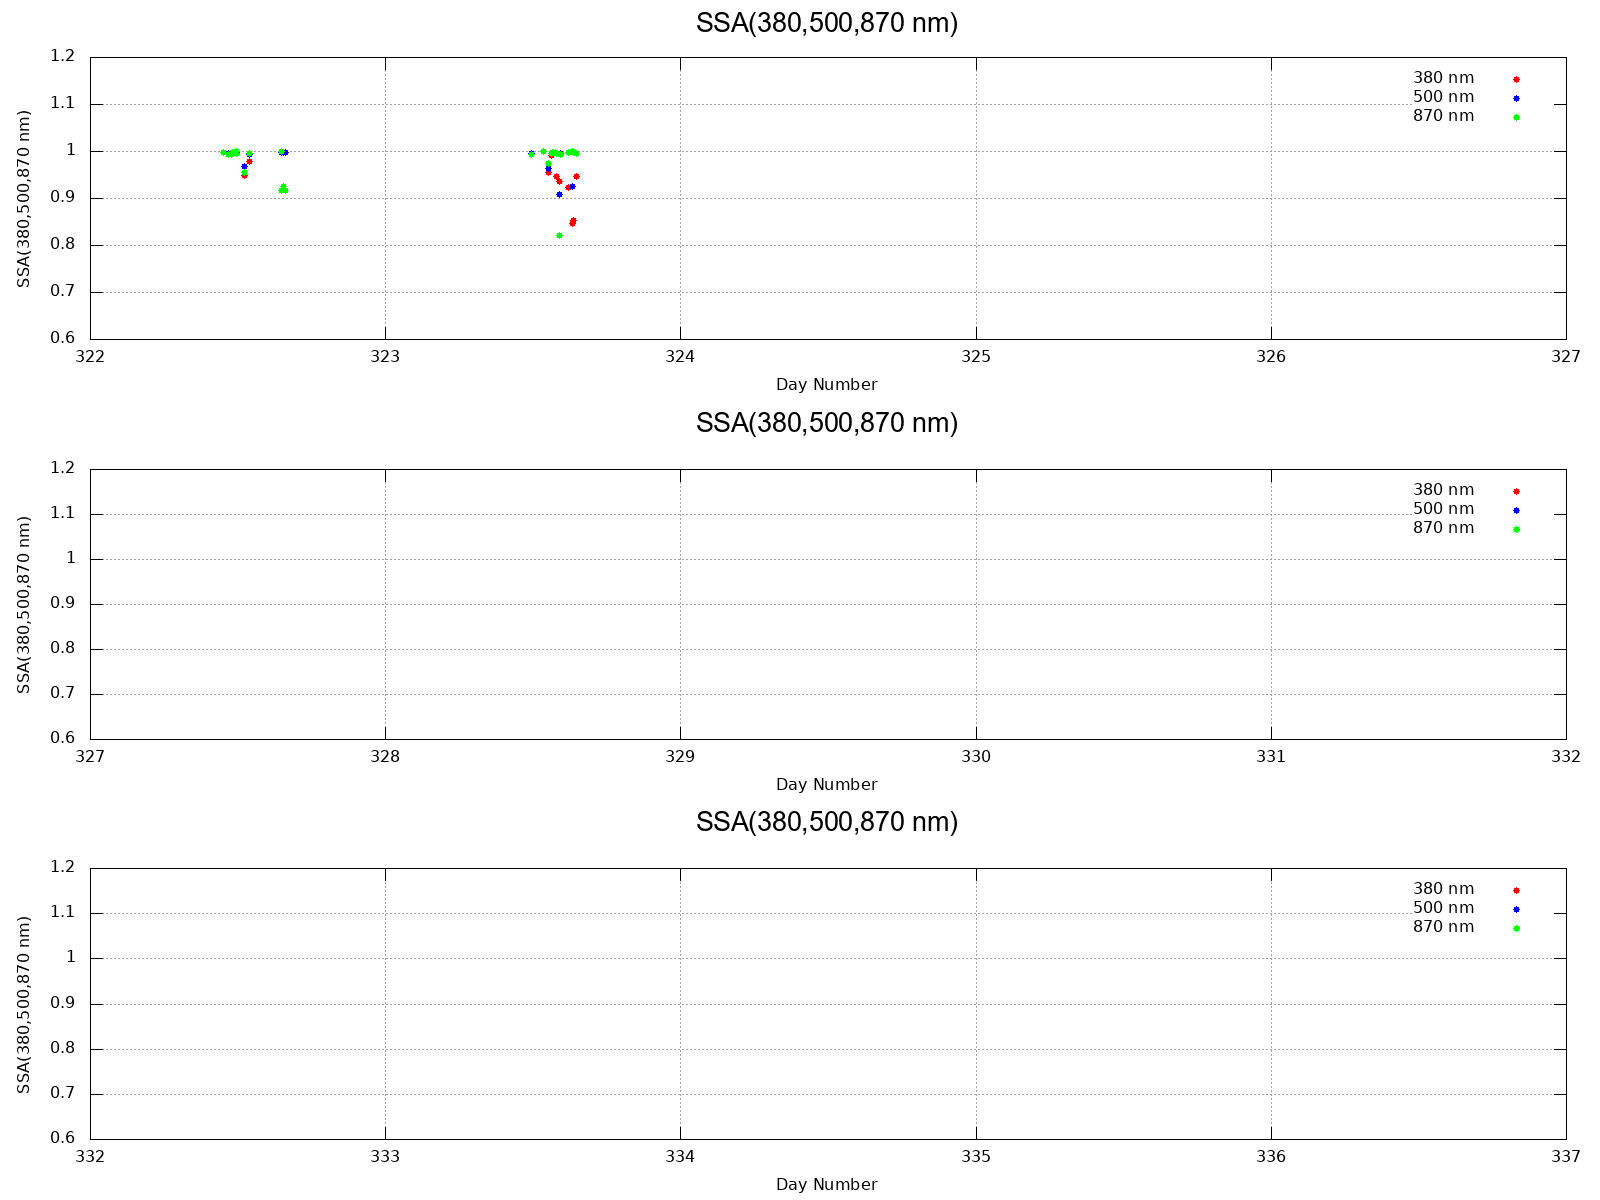 SSA(380,500,870 nm)
1.2
1.1
1
0.9
0.8
0.7
0.6
SSA(380,500,870 nm)
380 nm
500 nm
870 nm
322 323 324 325 326 327
Day Number
SSA(380,500,870 nm)
1.2
1.1
1
0.9
0.8
0.7
0.6
SSA(380,500,870 nm)
380 nm
500 nm
870 nm
327 328 329 330 331 332
Day Number
SSA(380,500,870 nm)
1.2
1.1
1
0.9
0.8
0.7
0.6
SSA(380,500,870 nm)
380 nm
500 nm
870 nm
332 333 334 335 336 337
Day Number